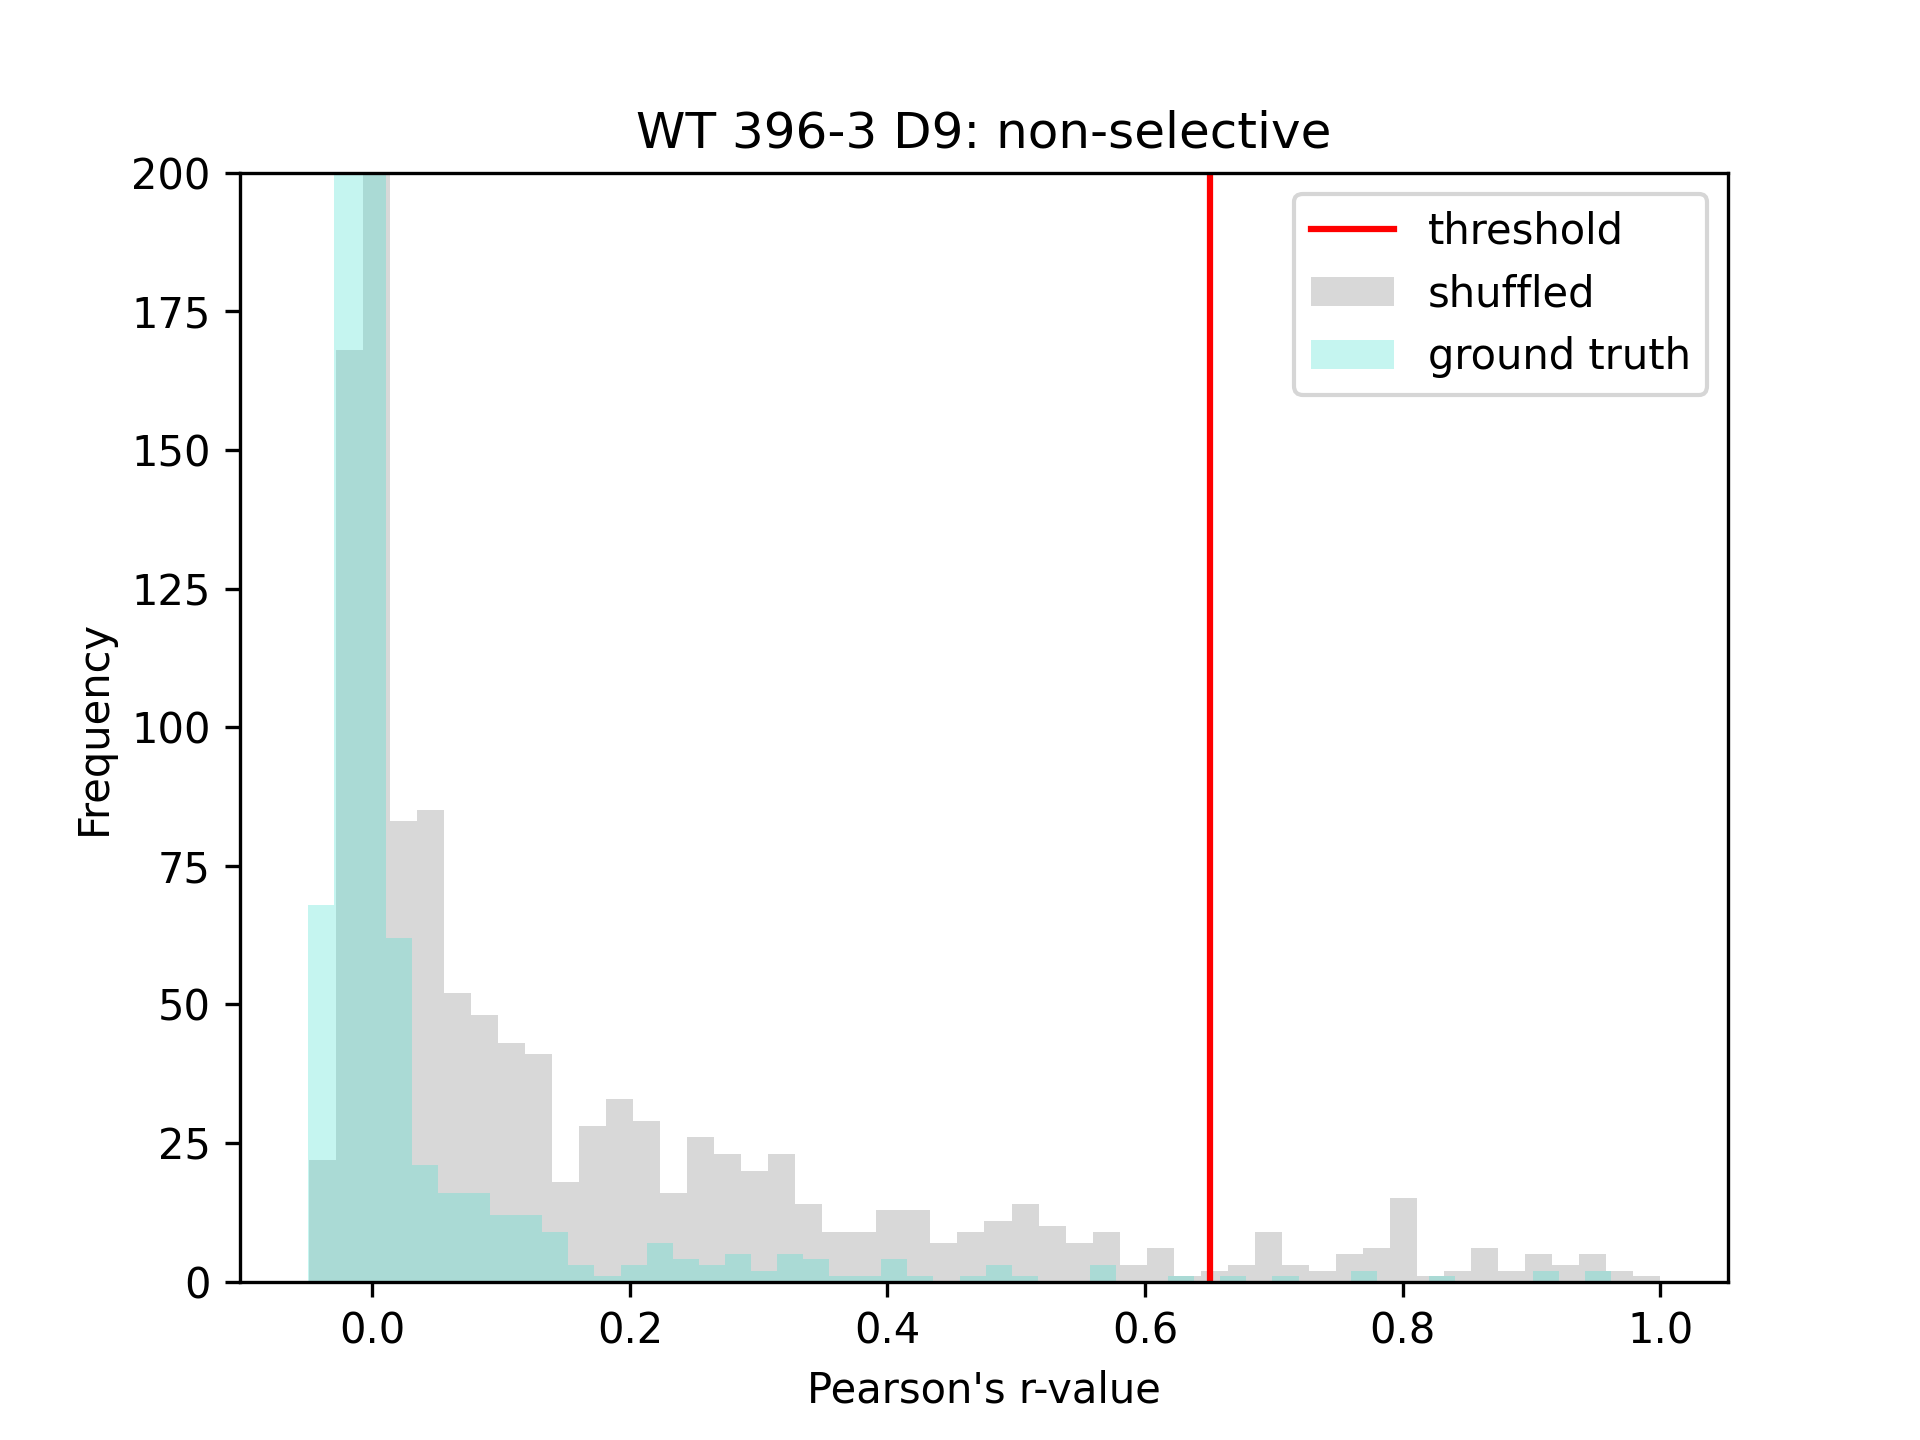 WT 396-3 D9: non-selective
threshold
shuffled
ground truth
200
175
150
125
100
75
50
25
0
Frequency
0.0 0.2 0.4 0.6 0.8 1.0
Pearson's r-value